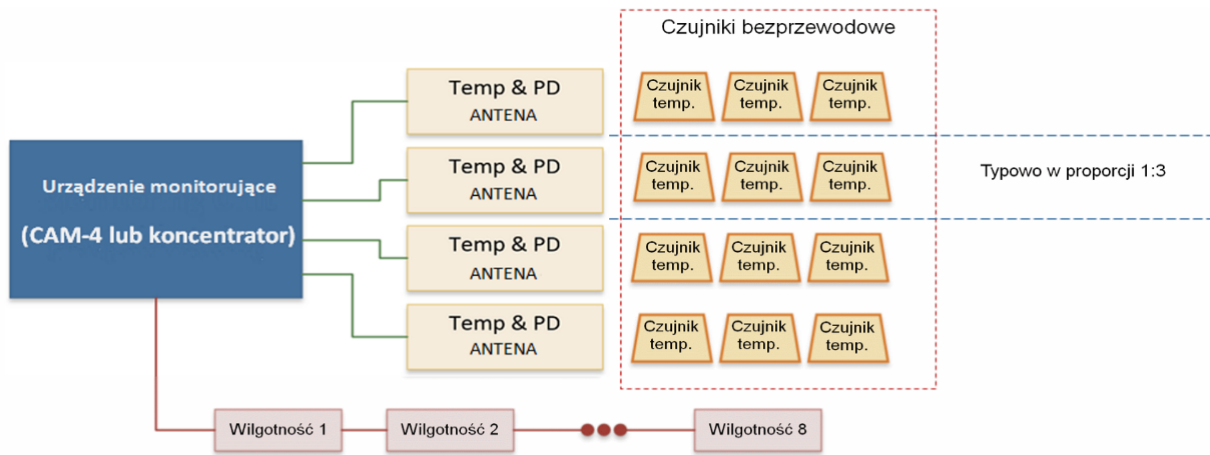 Czujniki bezprzewodowe
Temp & PD
ANTENA
Czujnik
temp.
Czujnik
temp.
Czujnik
temp.
Urządzenie monitorujące
(CAM-4 lub koncentrator)
Temp & PD
ANTENA
Czujnik
temp.
Czujnik
temp.
Czujnik
temp.
Typowo w proporcji 1:3
Temp & PD
ANTENA
Czujnik
temp.
Czujnik
temp.
Czujnik
temp.
Temp & PD
ANTENA
Czujnik
temp.
Czujnik
temp.
Czujnik
temp.
Wilgotność 1
Wilgotność 2
Wilgotność 8